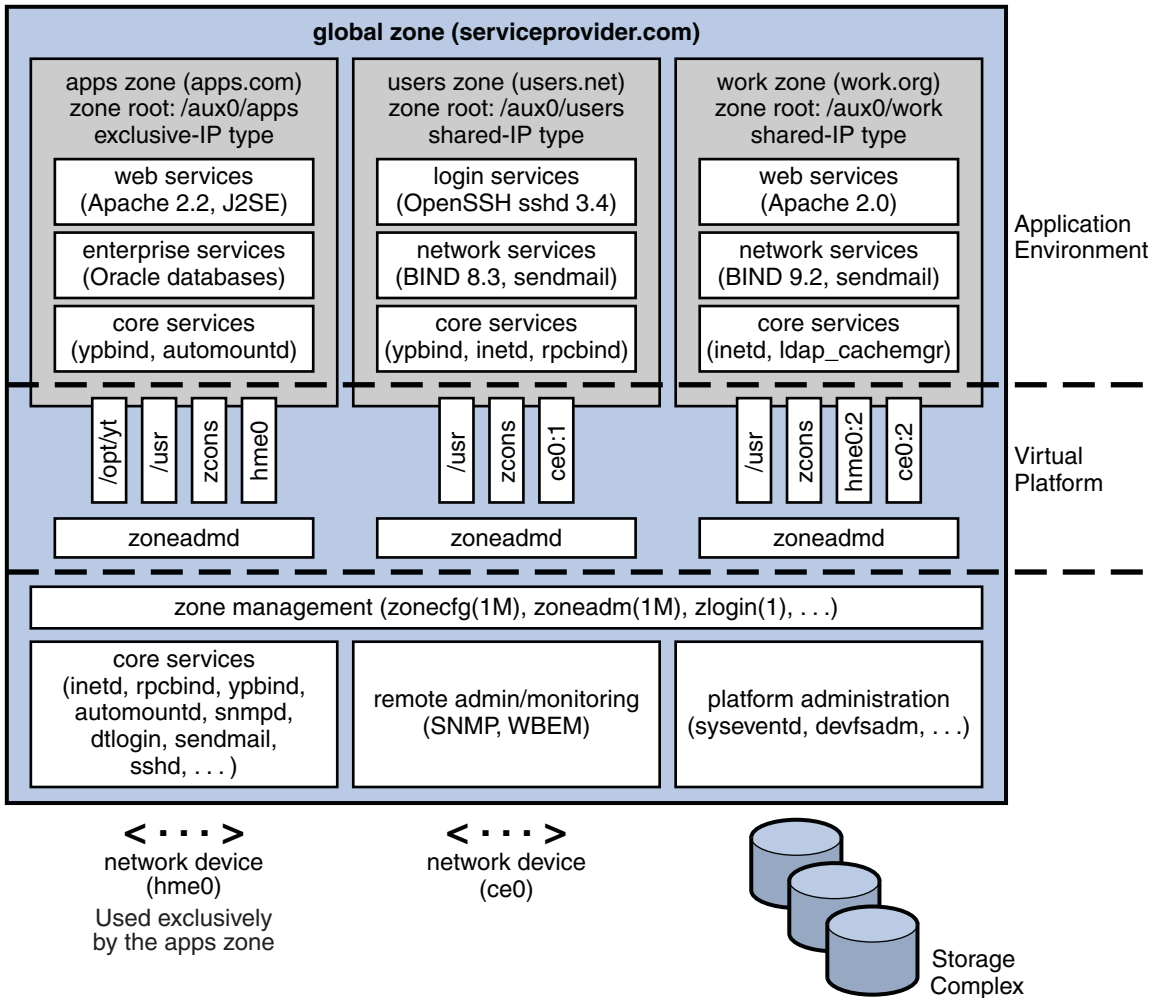 global zone (serviceprovider.com)
apps zone (apps.com)
zone root: /aux0/apps
exclusive-IP type
web services
(Apache 2.2, J2SE)
enterprise services
(Oracle databases)
core services
(ypbind, automountd)
users zone (users.net)
zone root: /aux0/users
shared-IP type
login services
(OpenSSH sshd 3.4)
network services
(BIND 8.3, sendmail)
core services
(ypbind, inetd, rpcbind)
work zone (work.org)
zone root: /aux0/work
shared-IP type
web services
(Apache 2.0)
network services
(BIND 9.2, sendmail)
core services
(inetd, ldap_cachemgr)
Application
Environment
/opt/yt
/usr
zcons
hme0
zoneadmd
/usr
zcons
ce0:1
zoneadmd
/usr
zcons
hme0:2
ce0:2
zoneadmd
Virtual
Platform
zone management (zonecfg(1M), zoneadm(1M), zlogin(1), . . .)
core services
(inetd, rpcbind, ypbind,
automountd, snmpd,
dtlogin, sendmail,
sshd, . . . )
remote admin/monitoring
(SNMP, WBEM)
platform administration
(syseventd, devfsadm, . . .)
< · · · >
network device
(hme0)
Used exclusively
by the apps zone
< · · · >
network device
(ce0)
Storage
Complex